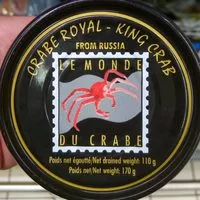 CRABE ROYAL - KING CRAB
FROM RUSSIA
LE MONDE
DU CRABE
Poids net égoutté/Net drained weight: 110 g
Poids net/Net weight: 170 g